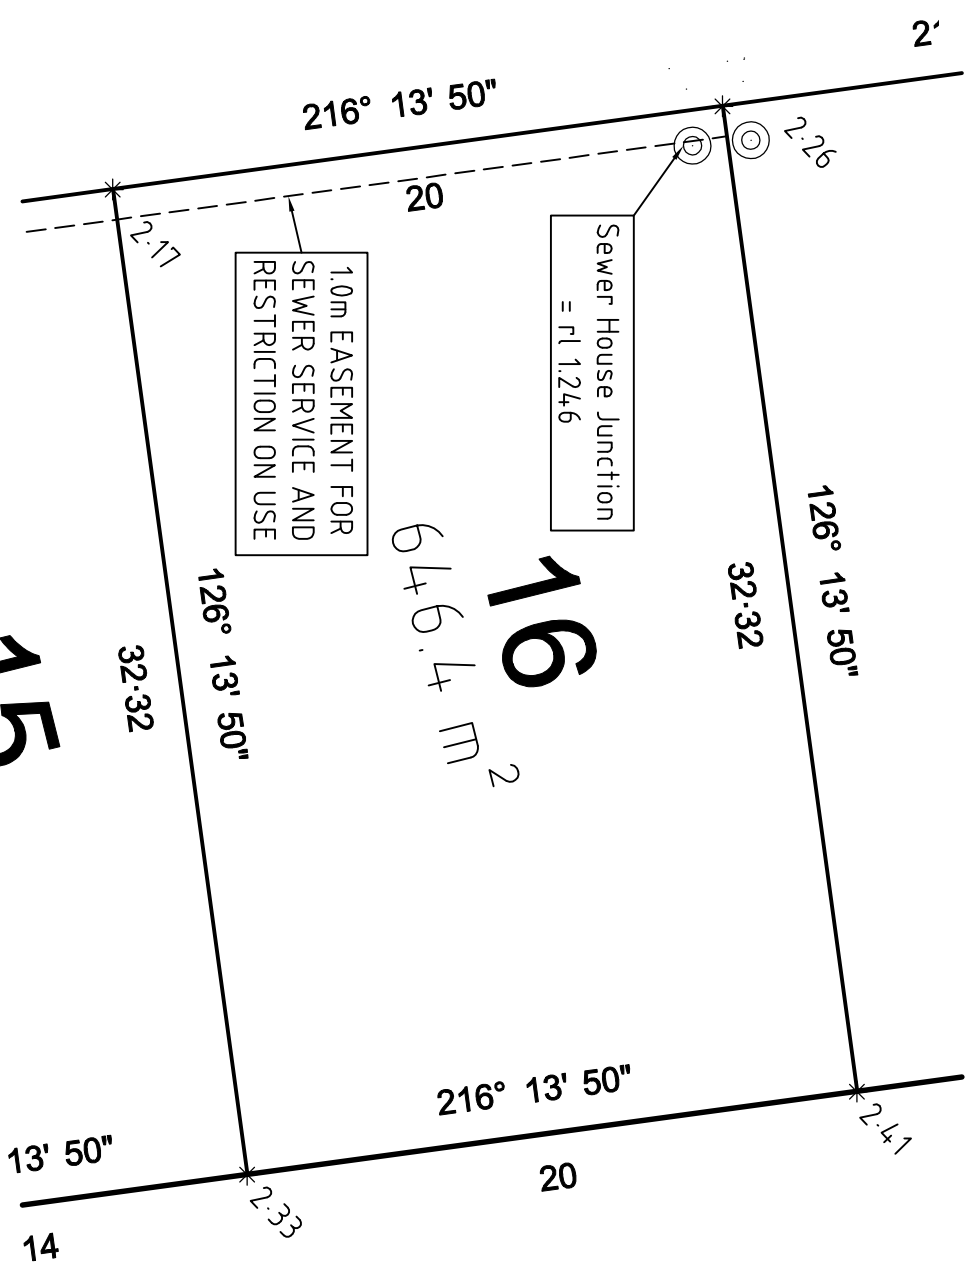 216° 13' 50"
20
2.26
2.17
Sewer House Junction
= rl 1.246
1.0m EASEMENT FOR
SEWER SERVICE AND
RESTRICTION ON USE
126° 13' 50"
32·32
16
646.4 m²
126° 13' 50"
32·32
15
216° 13' 50"
20
2.41
2.33
13' 50"
14